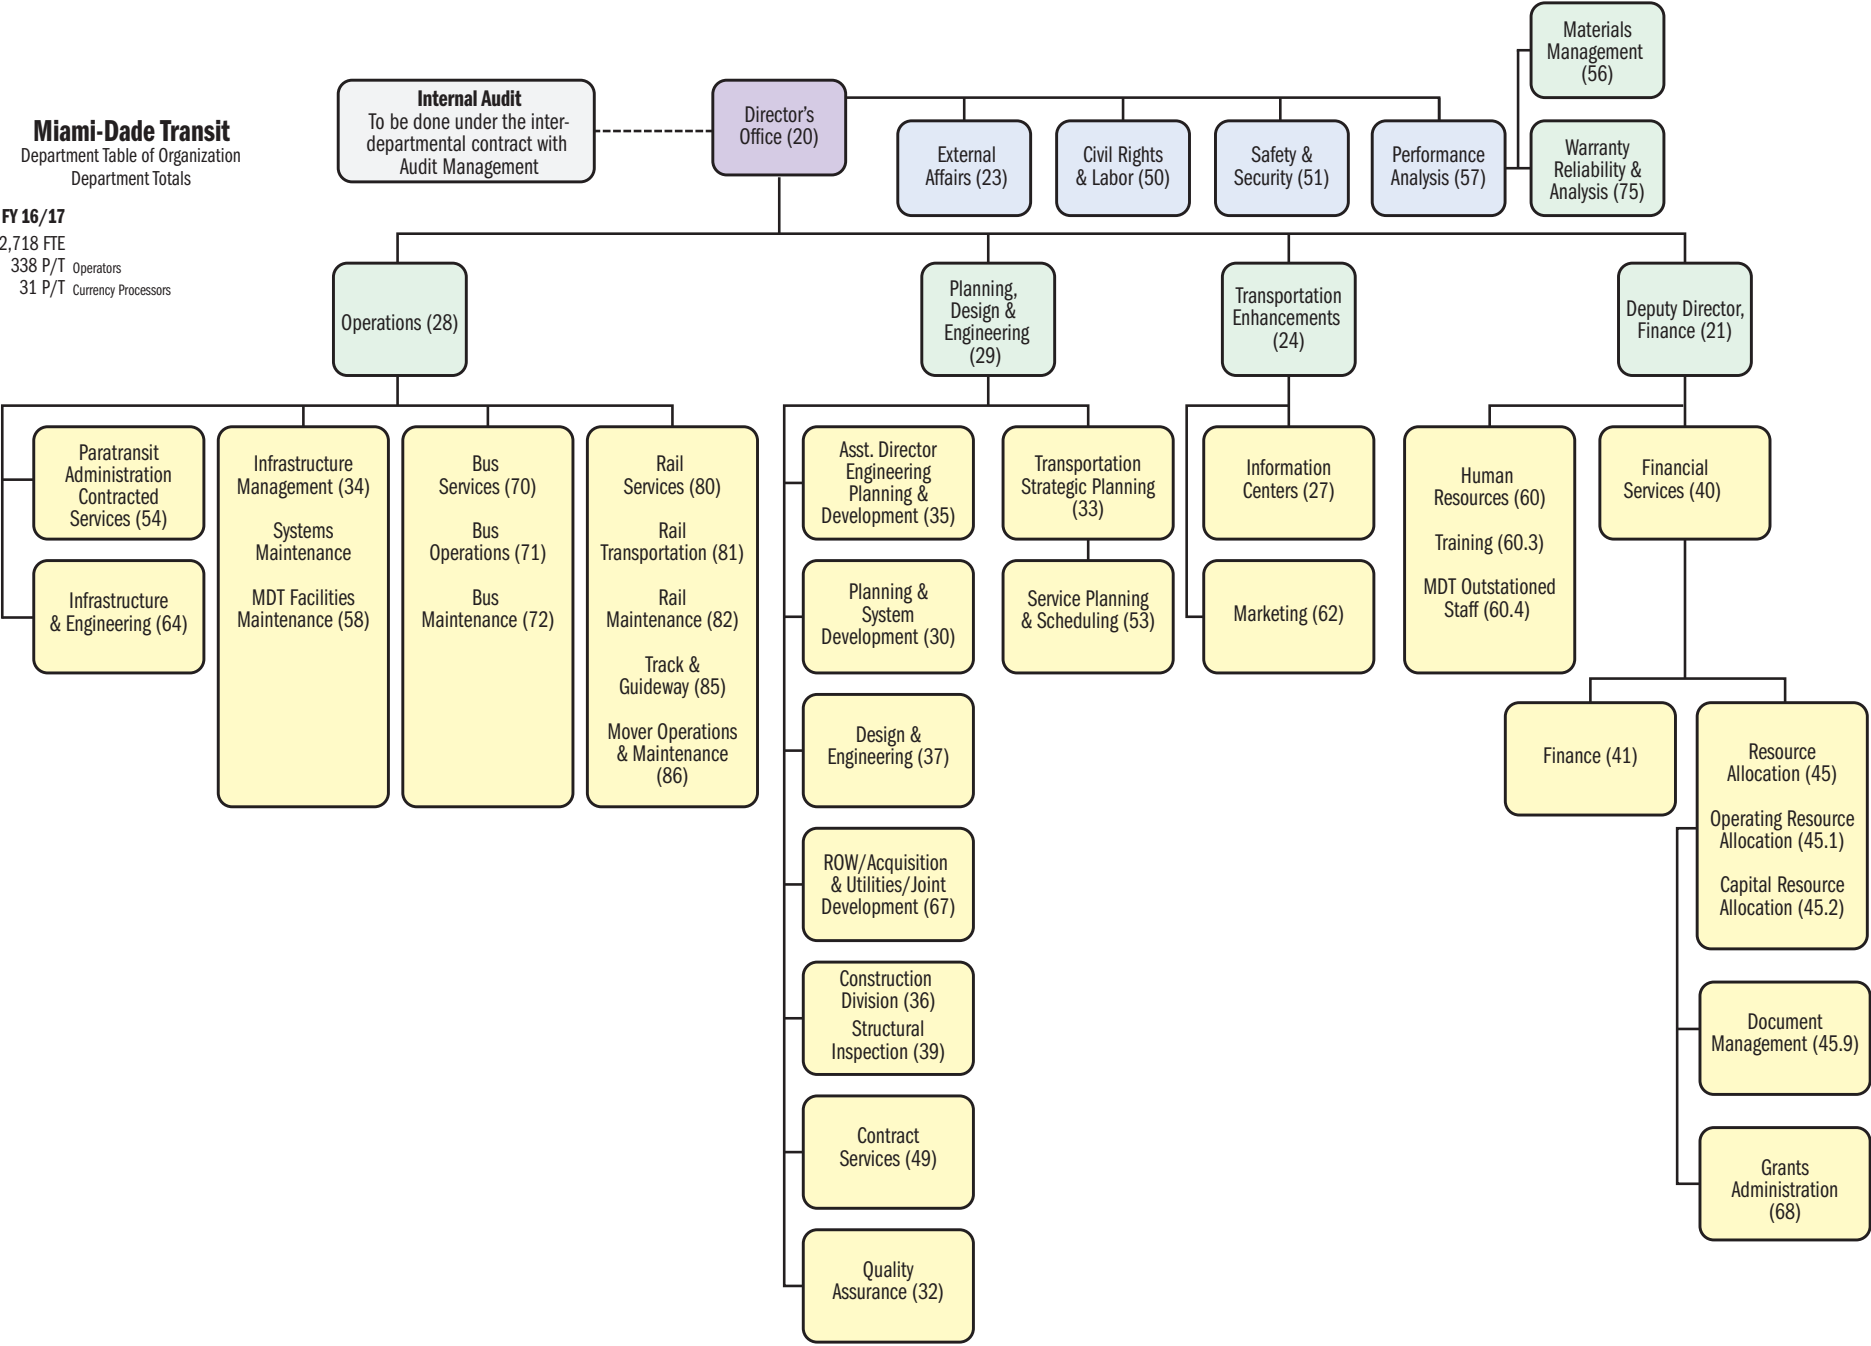 Miami-Dade Transit
Department Table of Organization
Department Totals
FY 16/17
2,718 FTE
338 P/T Operators
31 P/T Currency Processors
Internal Audit
To be done under the inter-
departmental contract with
Audit Management
Director's
Office (20)
External
Affairs (23)
Civil Rights
& Labor (50)
Safety &
Security (51)
Performance
Analysis (57)
Materials
Management
(56)
Warranty
Reliability &
Analysis (75)
Operations (28)
Planning,
Design &
Engineering
(29)
Transportation
Enhancements
(24)
Deputy Director,
Finance (21)
Paratransit
Administration
Contracted
Services (54)
Infrastructure
& Engineering (64)
Infrastructure
Management (34)
Systems
Maintenance
MDT Facilities
Maintenance (58)
Bus
Services (70)
Bus
Operations (71)
Bus
Maintenance (72)
Rail
Services (80)
Rail
Transportation (81)
Rail
Maintenance (82)
Track &
Guideway (85)
Mover Operations
& Maintenance
(86)
Asst. Director
Engineering
Planning &
Development (35)
Planning &
System
Development (30)
Design &
Engineering (37)
ROW/Acquisition
& Utilities/Joint
Development (67)
Construction
Division (36)
Structural
Inspection (39)
Contract
Services (49)
Quality
Assurance (32)
Transportation
Strategic Planning
(33)
Service Planning
& Scheduling (53)
Information
Centers (27)
Marketing (62)
Human
Resources (60)
Training (60.3)
MDT Outstationed
Staff (60.4)
Financial
Services (40)
Finance (41)
Resource
Allocation (45)
Operating Resource
Allocation (45.1)
Capital Resource
Allocation (45.2)
Document
Management (45.9)
Grants
Administration
(68)